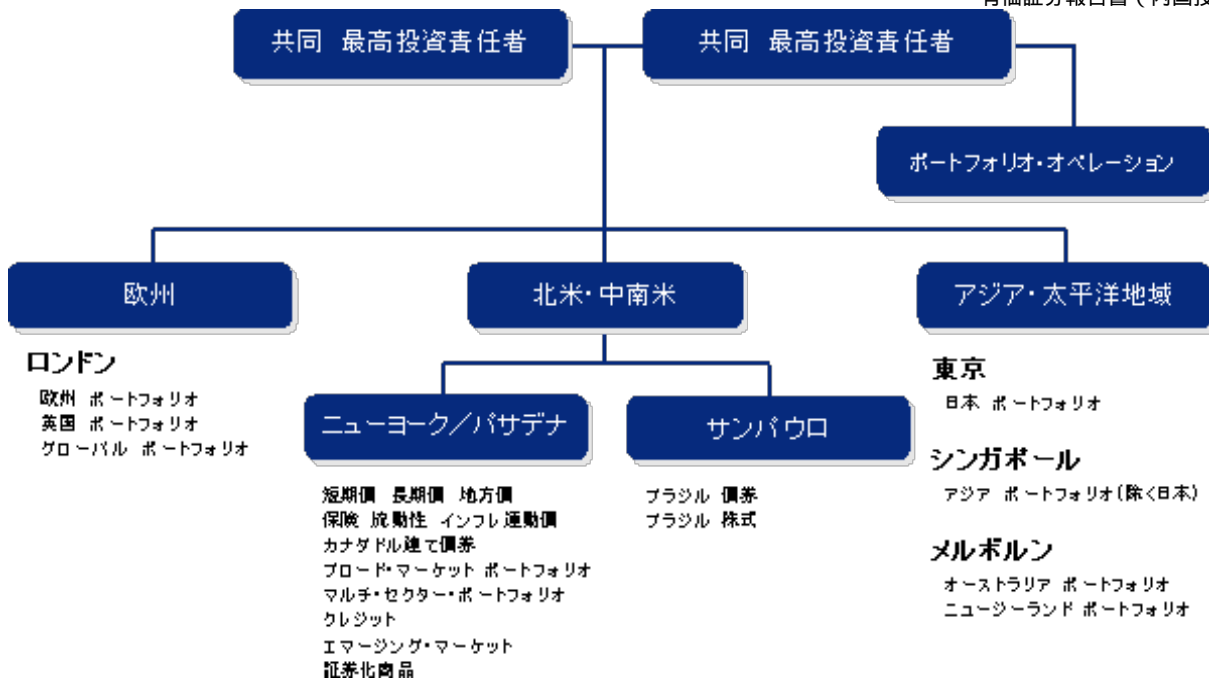 共同 最高投資責任者
共同 最高投資責任者
ポートフォリオ・オペレーション
欧州
北米・中南米
アジア・太平洋地域
ロンドン
欧州 ポートフォリオ
英国 ポートフォリオ
グローバル ポートフォリオ
ニューヨーク／パサデナ
短期債 長期債 地方債
保険 流動性 インフレ連動債
カナダドル建て債券
ブロード・マーケット ポートフォリオ
マルチ・セクター・ポートフォリオ
クレジット
エマージング・マーケット
証券化商品
サンパウロ
ブラジル 債券
ブラジル 株式
東京
日本 ポートフォリオ
シンガポール
アジア ポートフォリオ(除く日本)
メルボルン
オーストラリア ポートフォリオ
ニュージーランド ポートフォリオ